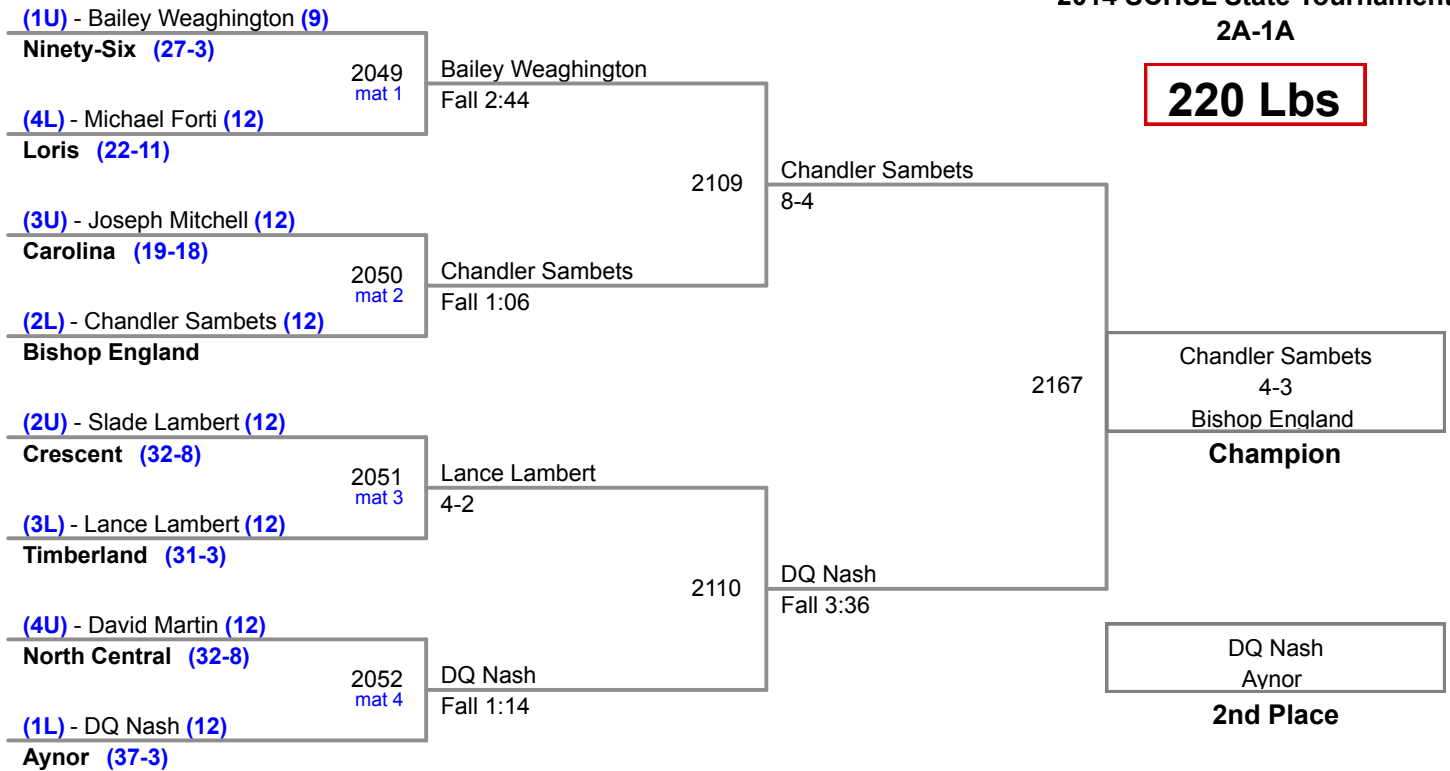 2014 SCHSL State Tournament
2A-1A
220 Lbs
(1U) - Bailey Weaghington (9)
Ninety-Six (27-3)
2049
mat 1
Bailey Weaghington
Fall 2:44
(4L) - Michael Forti (12)
Loris (22-11)
2109
Chandler Sambets
8-4
(3U) - Joseph Mitchell (12)
Carolina (19-18)
2050
mat 2
Chandler Sambets
Fall 1:06
(2L) - Chandler Sambets (12)
Bishop England
2167
Chandler Sambets
4-3
Bishop England
Champion
(2U) - Slade Lambert (12)
Crescent (32-8)
2051
mat 3
Lance Lambert
4-2
(3L) - Lance Lambert (12)
Timberland (31-3)
2110
DQ Nash
Fall 3:36
(4U) - David Martin (12)
North Central (32-8)
2052
mat 4
DQ Nash
Fall 1:14
(1L) - DQ Nash (12)
Aynor (37-3)
DQ Nash
Aynor
2nd Place